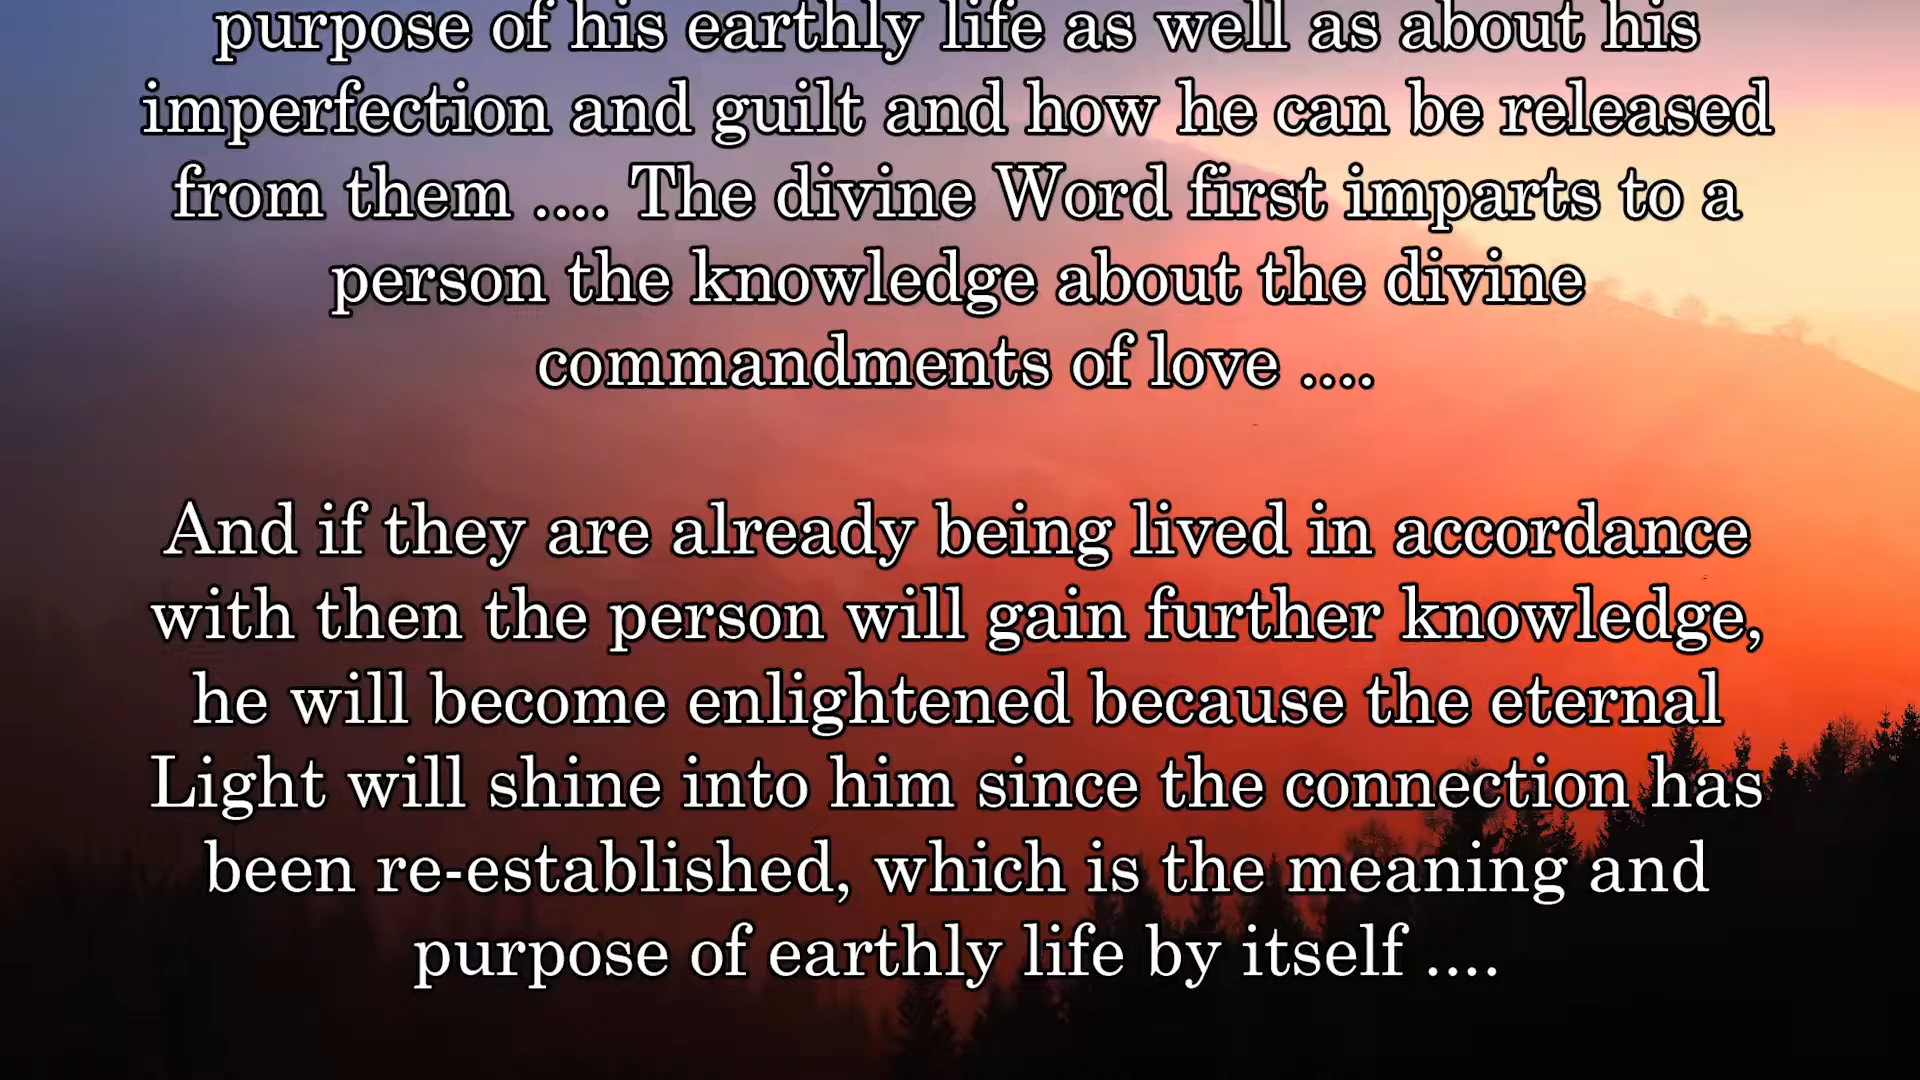 purpose of his earthly life as well as about his
imperfection and guilt and how he can be released
from them .... The divine Word first imparts to a
person the knowledge about the divine
commandments of love ....
And if they are already being lived in accordance
with then the person will gain further knowledge,
he will become enlightened because the eternal
Light will shine into him since the connection has
been re-established, which is the meaning and
purpose of earthly life by itself ....